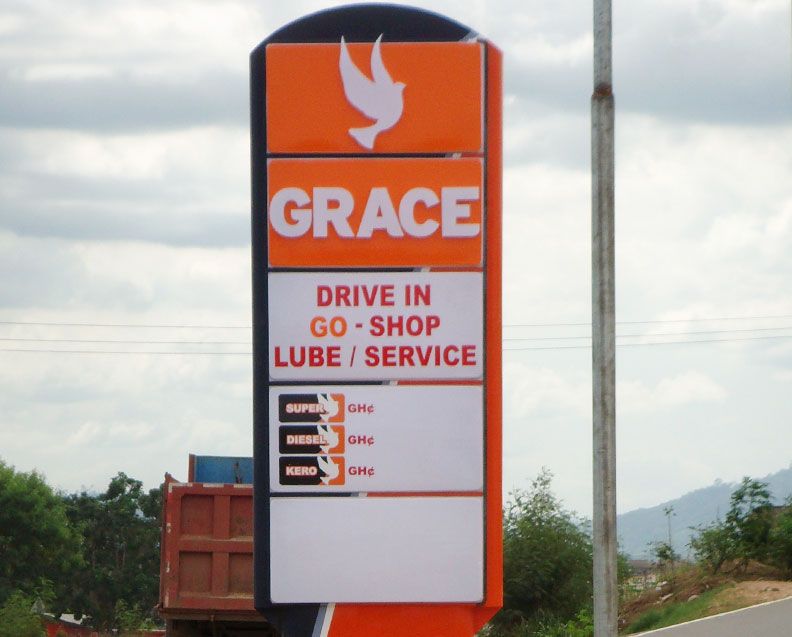 GRACE
DRIVE IN
GO - SHOP
LUBE / SERVICE
SUPER GH¢
DIESEL GH¢
KERO GH¢